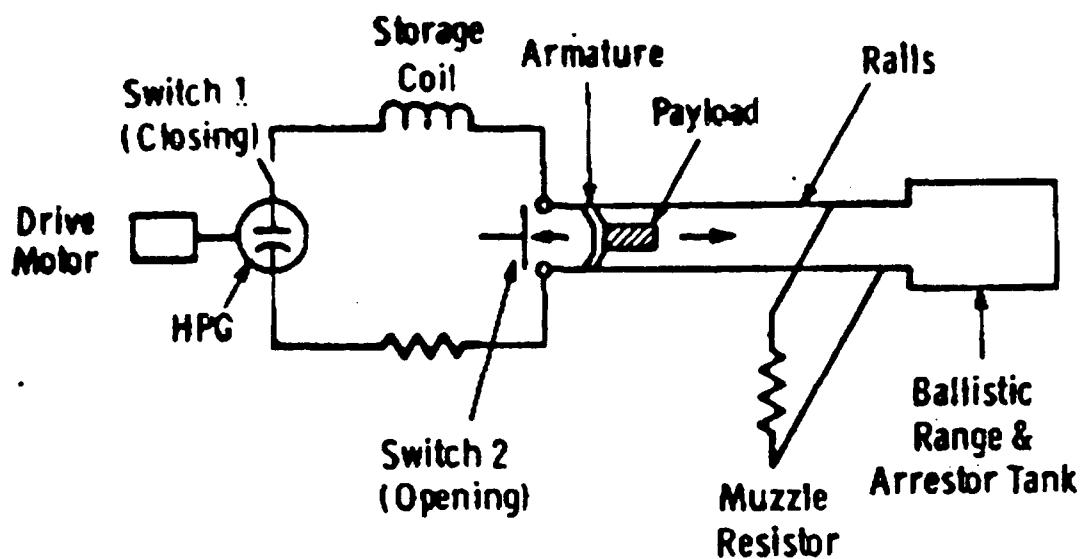 Storage
Coil
Armature
Rails
Switch 1
(Closing)
Payload
Drive
Motor
HPG
Switch 2
(Opening)
Muzzle
Resistor
Ballistic
Range &
Arrestor Tank